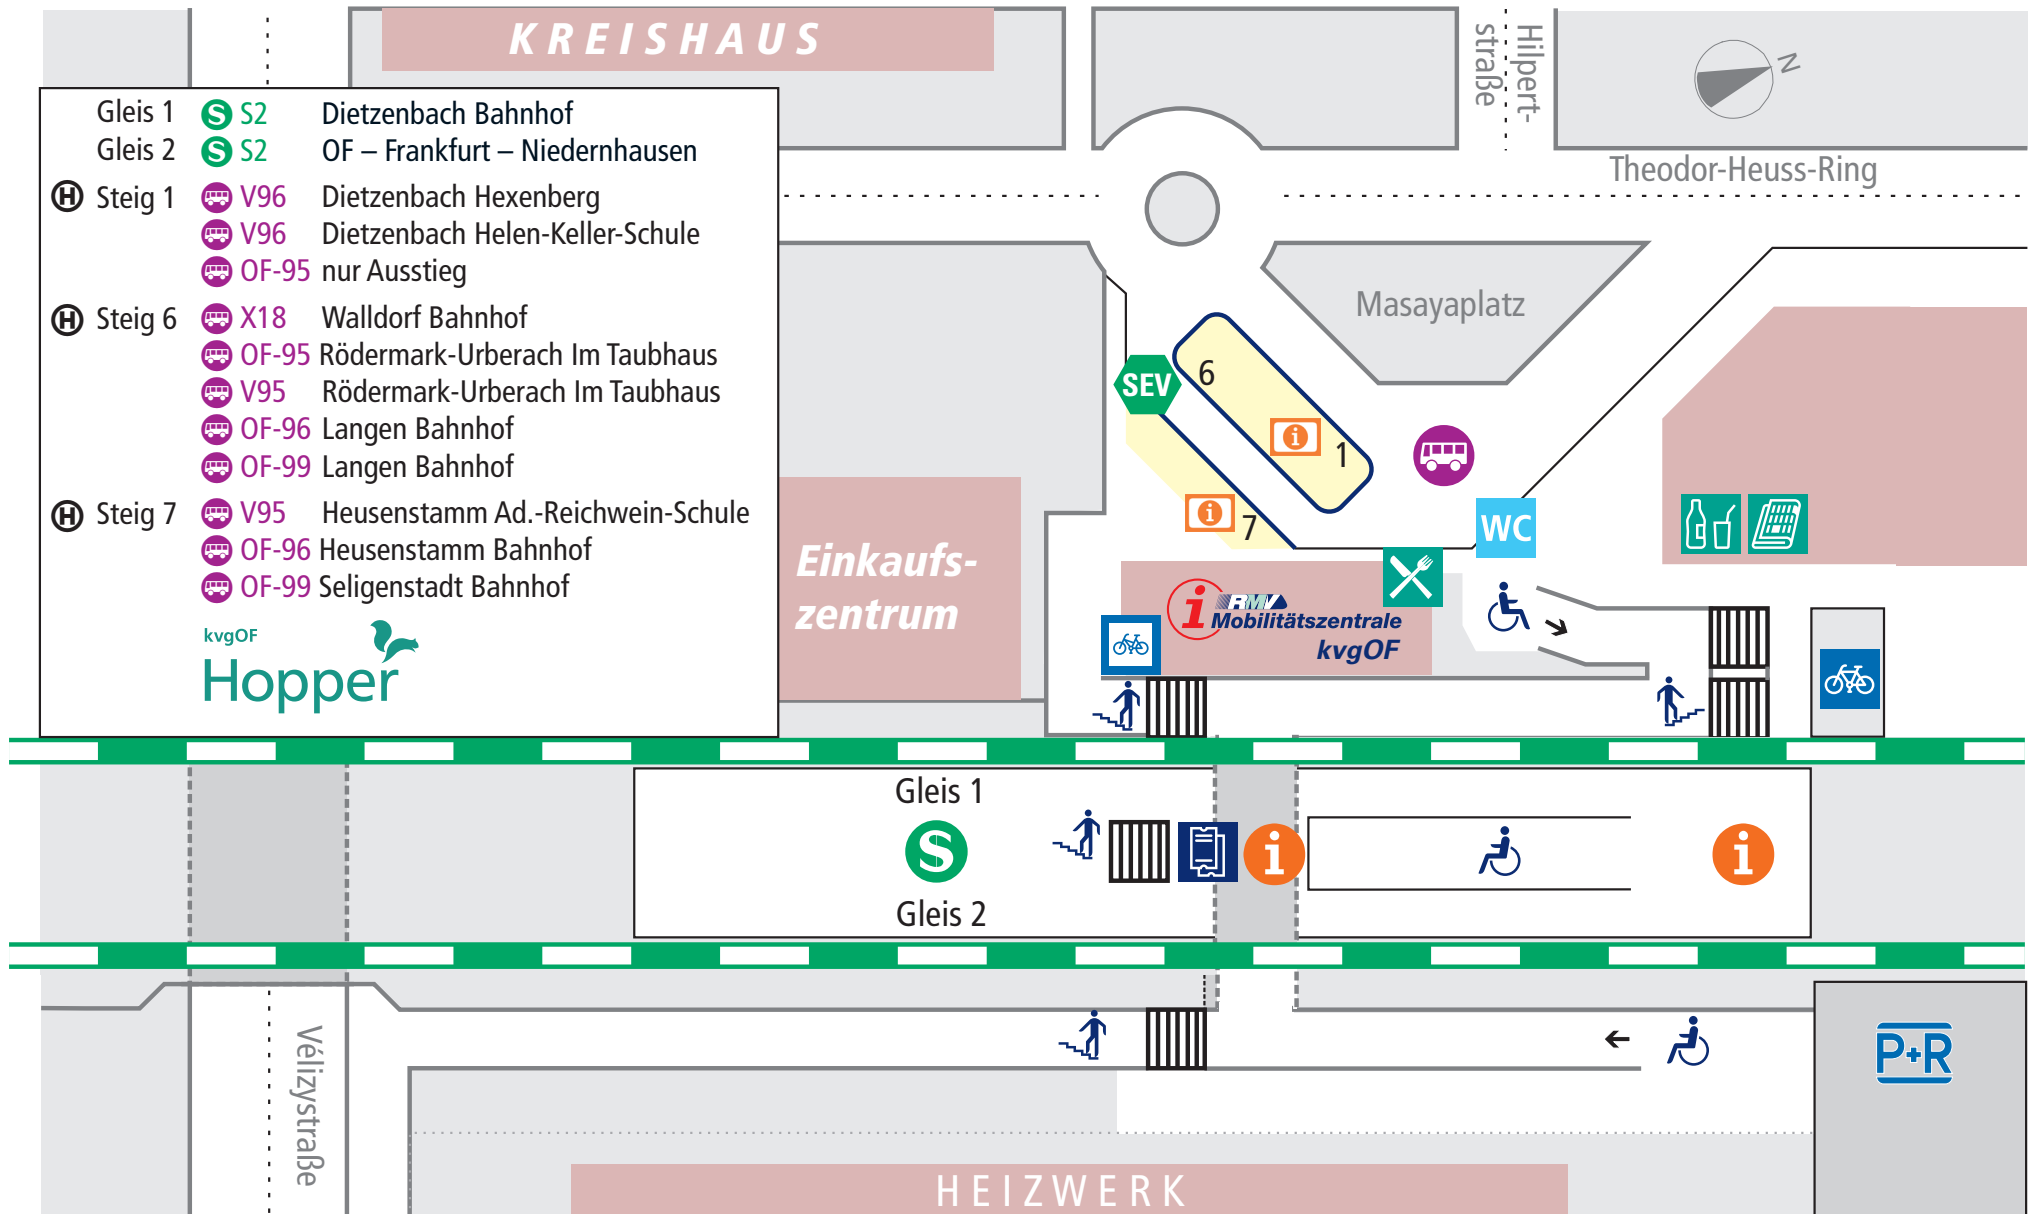 KREISHAUS
Hilpert-
straße
N
Theodor-Heuss-Ring
Gleis 1 S S2 Dietzenbach Bahnhof
Gleis 2 S S2 OF – Frankfurt – Niedernhausen
H Steig 1 V96 Dietzenbach Hexenberg
V96 Dietzenbach Helen-Keller-Schule
OF-95 nur Ausstieg
H Steig 6 X18 Walldorf Bahnhof
OF-95 Rödermark-Urberach Im Taubhaus
V95 Rödermark-Urberach Im Taubhaus
OF-96 Langen Bahnhof
OF-99 Langen Bahnhof
H Steig 7 V95 Heusenstamm Ad.-Reichwein-Schule
OF-96 Heusenstamm Bahnhof
OF-99 Seligenstadt Bahnhof
kvgOF
Hopper
Masayaplatz
SEV
6
i
1
i
7
WC
Einkaufs-
zentrum
i RMV
Mobilitätszentrale
kvgOF
Gleis 1
S
i
i
Gleis 2
Vélizystraße
P+R
HEIZWERK